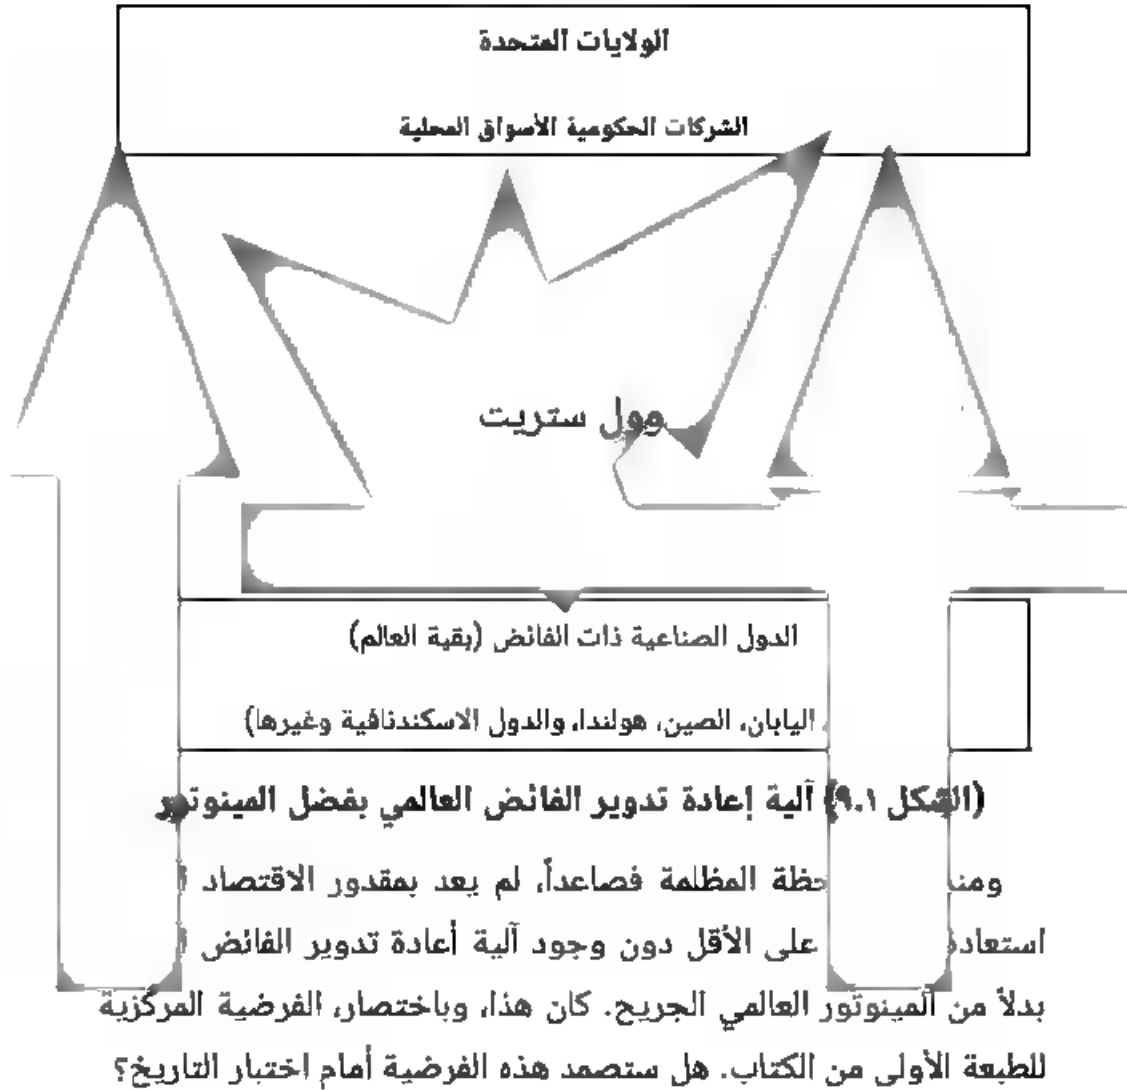 الولايات المتحدة
الشركات الحكومية الأسواق المحلية
وول ستريت
الدول الصناعية ذات الفائض (بقية العالم)
اليابان، الصين، هولندا، والدول الاسكندنافية وغيرها)
(الشكل ٩.١) آلية إعادة تدوير الفائض العالمي بفضل المينوتور
المظلمة فصاعداً، لم يعد بمقدور الاقتصاد
على الأقل دون وجود آلية أعادة تدوير الفائض
بدلاً من المينوتور العالمي الجريح. كان هذا، وباختصار، الفرضية المركزية
للطبعة الأولى من الكتاب. هل ستصمد هذه الفرضية أمام اختبار التاريخ؟